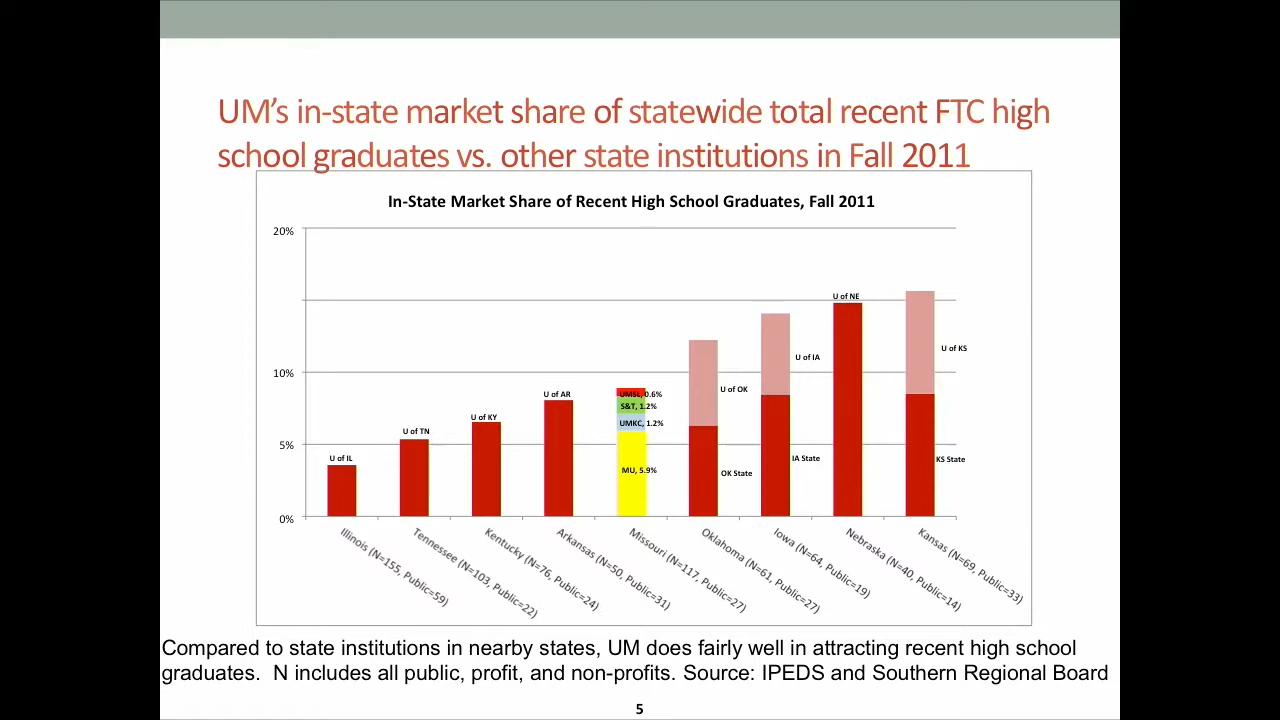 UM's in-state market share of statewide total recent FTC high
school graduates vs. other state institutions in Fall 2011
In-State Market Share of Recent High School Graduates, Fall 2011
20%
10%
5%
0%
U of IL
U of TN
U of KY
U of AR
UMSL, 0.6%
S&T, 1.2%
UMKC, 1.2%
MU, 5.9%
U of OK
OK State
U of IA
IA State
U of NE
U of KS
KS State
Illinois (N=155, Public=59)
Tennessee (N=103, Public=22)
Kentucky (N=76, Public=24)
Arkansas (N=50, Public=31)
Missouri (N=117, Public=27)
Oklahoma (N=61, Public=27)
Iowa (N=64, Public=19)
Nebraska (N=40, Public=14)
Kansas (N=69, Public=33)
Compared to state institutions in nearby states, UM does fairly well in attracting recent high school
graduates. N includes all public, profit, and non-profits. Source: IPEDS and Southern Regional Board
5